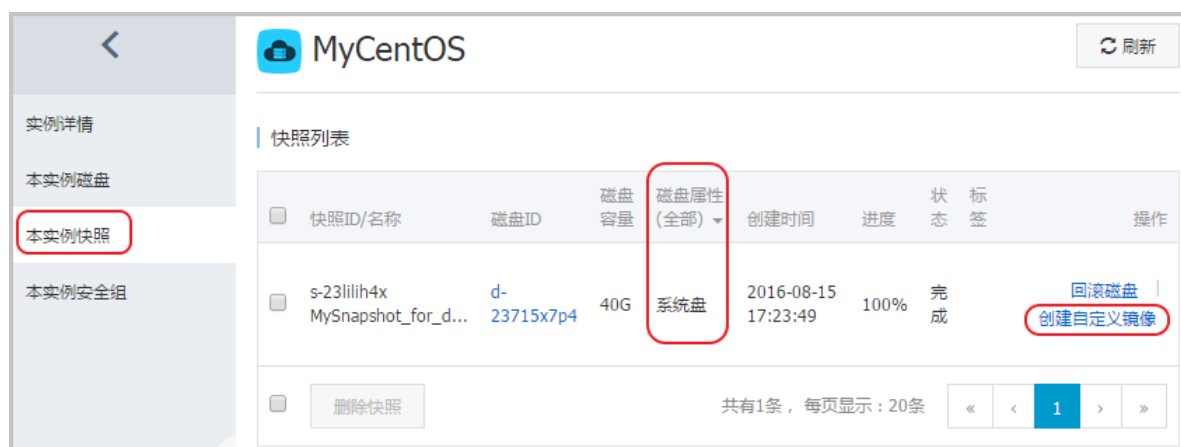 MyCentOS
刷新
实例详情
本实例磁盘
本实例快照
本实例安全组
快照列表
快照ID/名称
磁盘ID
磁盘
容量
磁盘属性
(全部)
创建时间
进度
状
态
标
签
操作
s-23lilih4x
MySnapshot_for_d...
d-
23715x7p4
40G
系统盘
2016-08-15
17:23:49
100%
完
成
回滚磁盘 |
创建自定义镜像
删除快照
共有1条，每页显示：20条
« ‹ 1 › »